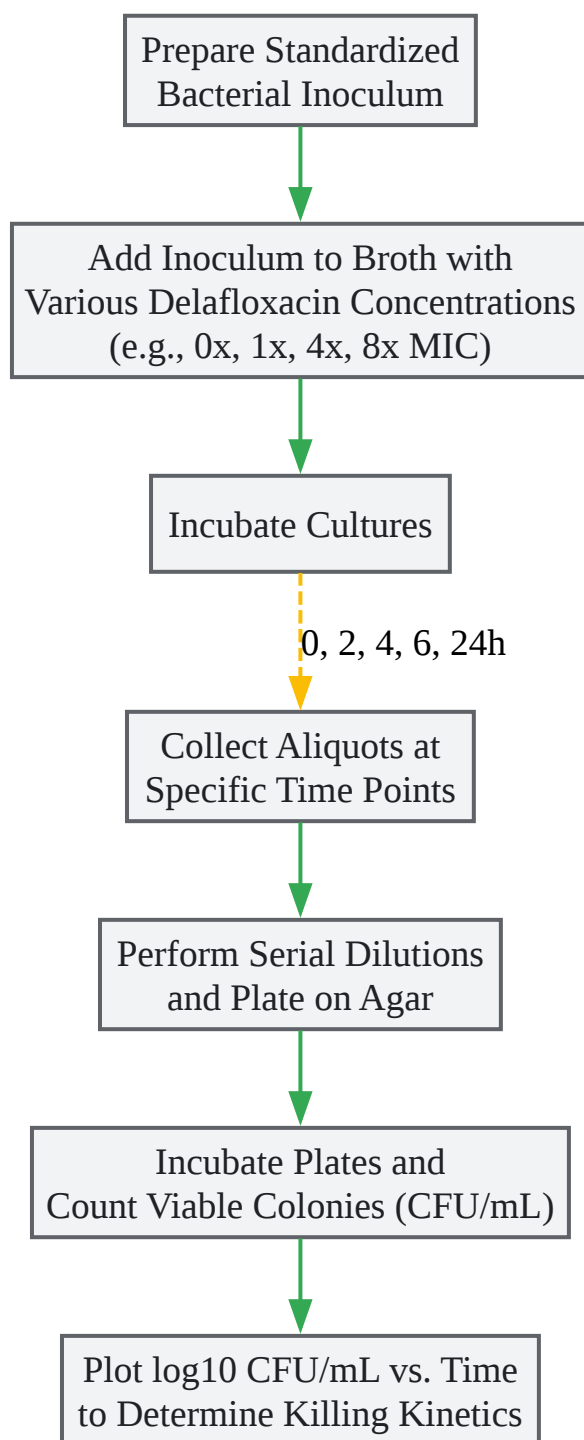 Prepare Standardized
Bacterial Inoculum
Add Inoculum to Broth with
Various Delafloxacin Concentrations
(e.g., 0x, 1x, 4x, 8x MIC)
Incubate Cultures
0, 2, 4, 6, 24h
Collect Aliquots at
Specific Time Points
Perform Serial Dilutions
and Plate on Agar
Incubate Plates and
Count Viable Colonies (CFU/mL)
Plot log10 CFU/mL vs. Time
to Determine Killing Kinetics